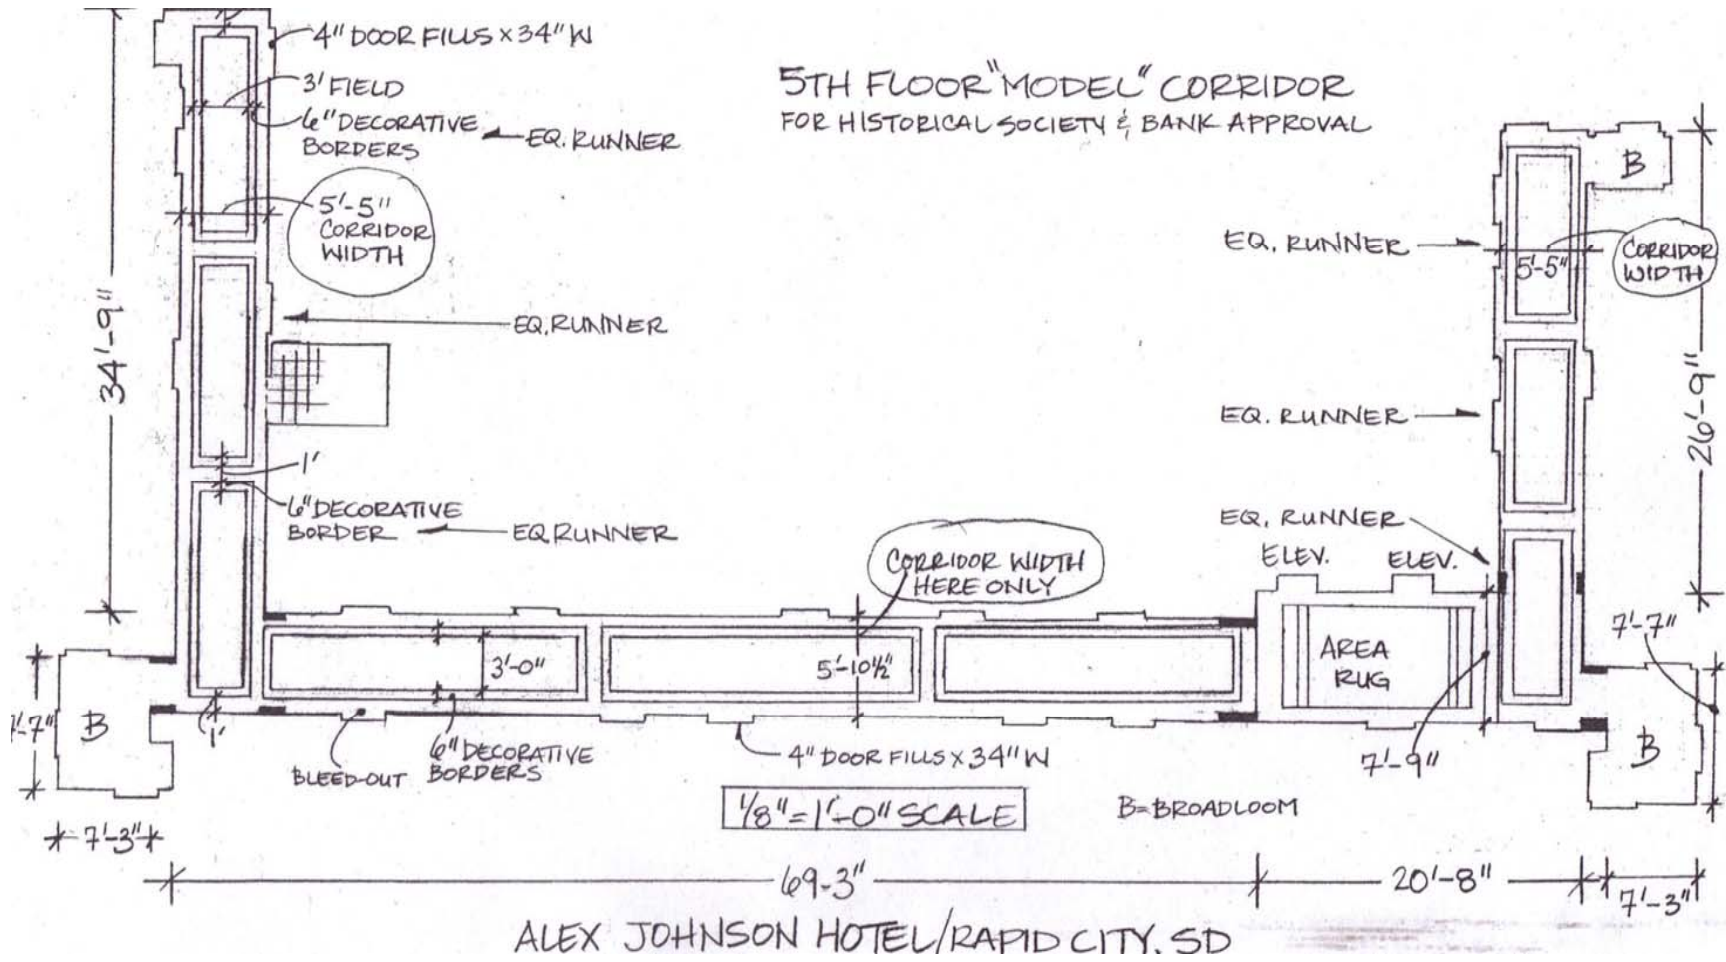 4" DOOR FILLS x 34" W
3' FIELD
6" DECORATIVE
BORDERS
EQ. RUNNER
5'-5"
CORRIDOR
WIDTH
34'-9"
EQ. RUNNER
1'
6" DECORATIVE
BORDER
EQ. RUNNER
5TH FLOOR "MODEL" CORRIDOR
FOR HISTORICAL SOCIETY & BANK APPROVAL
B
EQ. RUNNER
5'-5"
CORRIDOR
WIDTH
EQ. RUNNER
26'-9"
EQ. RUNNER
ELEV.
ELEV.
CORRIDOR WIDTH
HERE ONLY
3'-0"
5'-10½"
AREA
RUG
7'-7"
B
1'
BLEED-OUT
6" DECORATIVE
BORDERS
4" DOOR FILLS x 34" W
7'-9"
B
7'-3"
1/8" = 1'-0" SCALE
B=BROADLOOM
69-3"
20'-8"
7'-3"
ALEX JOHNSON HOTEL/RAPID CITY, SD